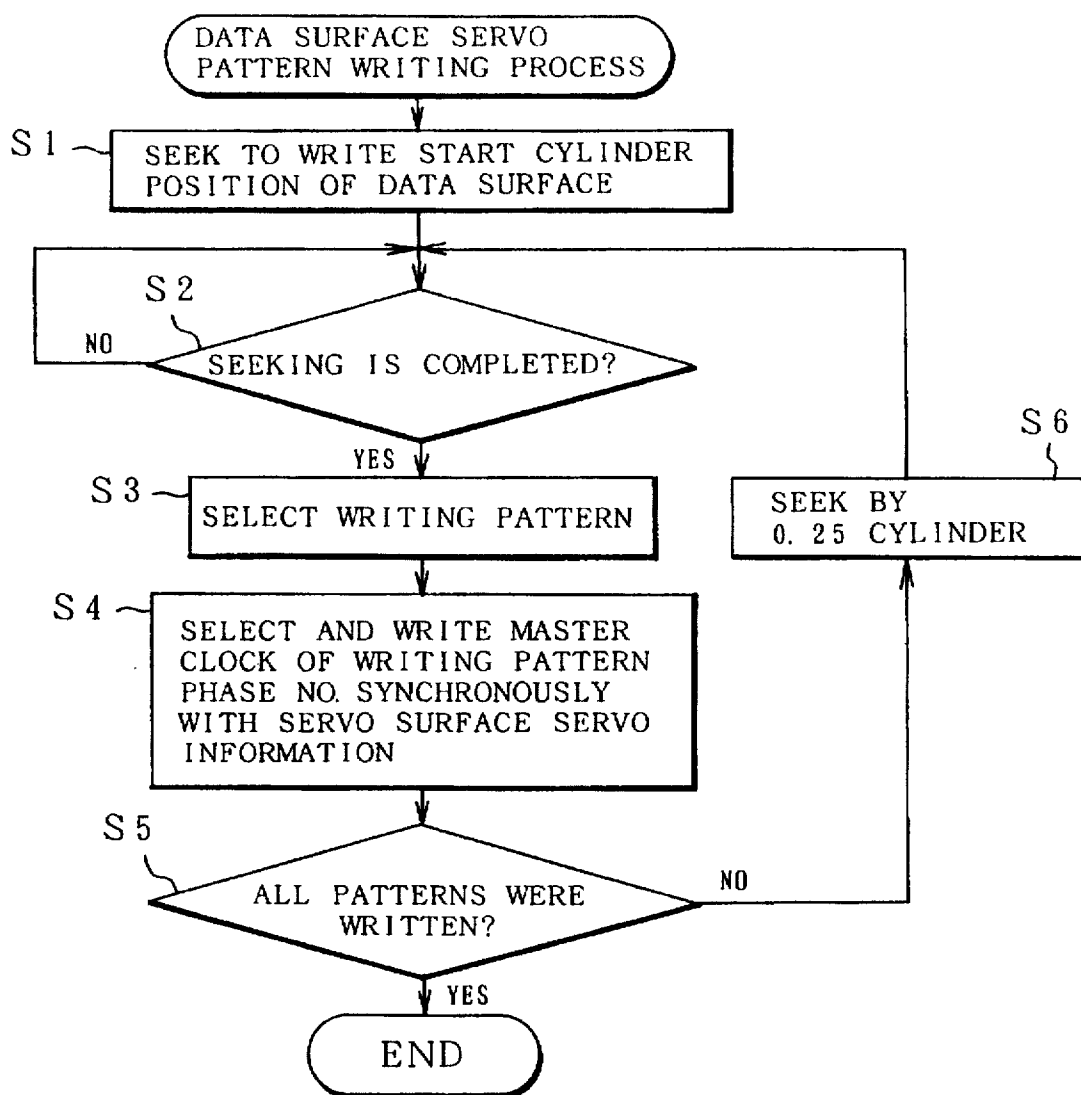 DATA SURFACE SERVO
PATTERN WRITING PROCESS
S1
SEEK TO WRITE START CYLINDER
POSITION OF DATA SURFACE
S2
NO
SEEKING IS COMPLETED?
YES
S3
SELECT WRITING PATTERN
S6
SEEK BY
0.25 CYLINDER
S4
SELECT AND WRITE MASTER
CLOCK OF WRITING PATTERN
PHASE NO. SYNCHRONOUSLY
WITH SERVO SURFACE SERVO
INFORMATION
S5
ALL PATTERNS WERE
WRITTEN?
NO
YES
END